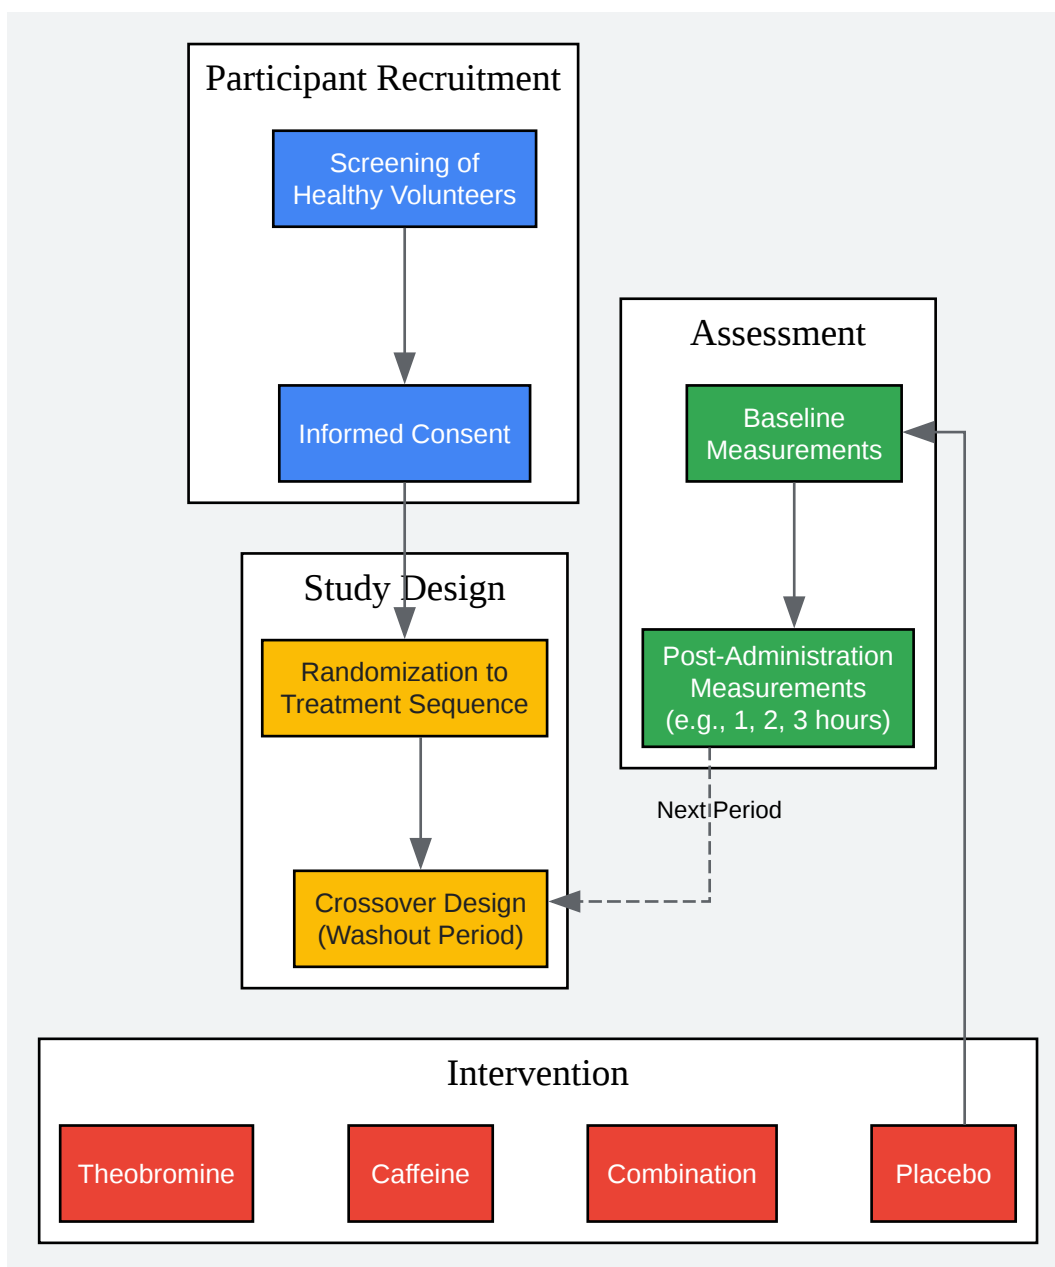 Participant Recruitment
Screening of
Healthy Volunteers
Informed Consent
Assessment
Baseline
Measurements
Post-Administration
Measurements
(e.g., 1, 2, 3 hours)
Next Period
Study Design
Randomization to
Treatment Sequence
Crossover Design
(Washout Period)
Intervention
Theobromine
Caffeine
Combination
Placebo